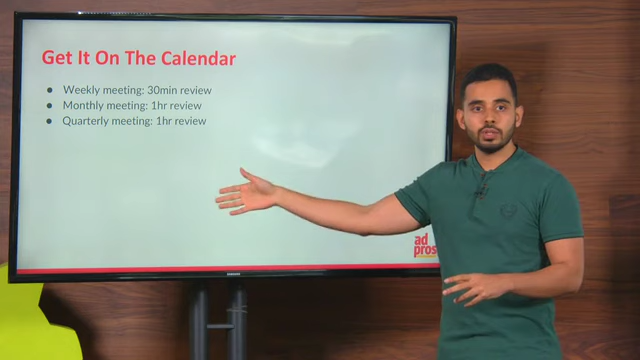 Get It On The Calendar
● Weekly meeting: 30min review
● Monthly meeting: 1hr review
● Quarterly meeting: 1hr review
ad
pros
SAMSUNG